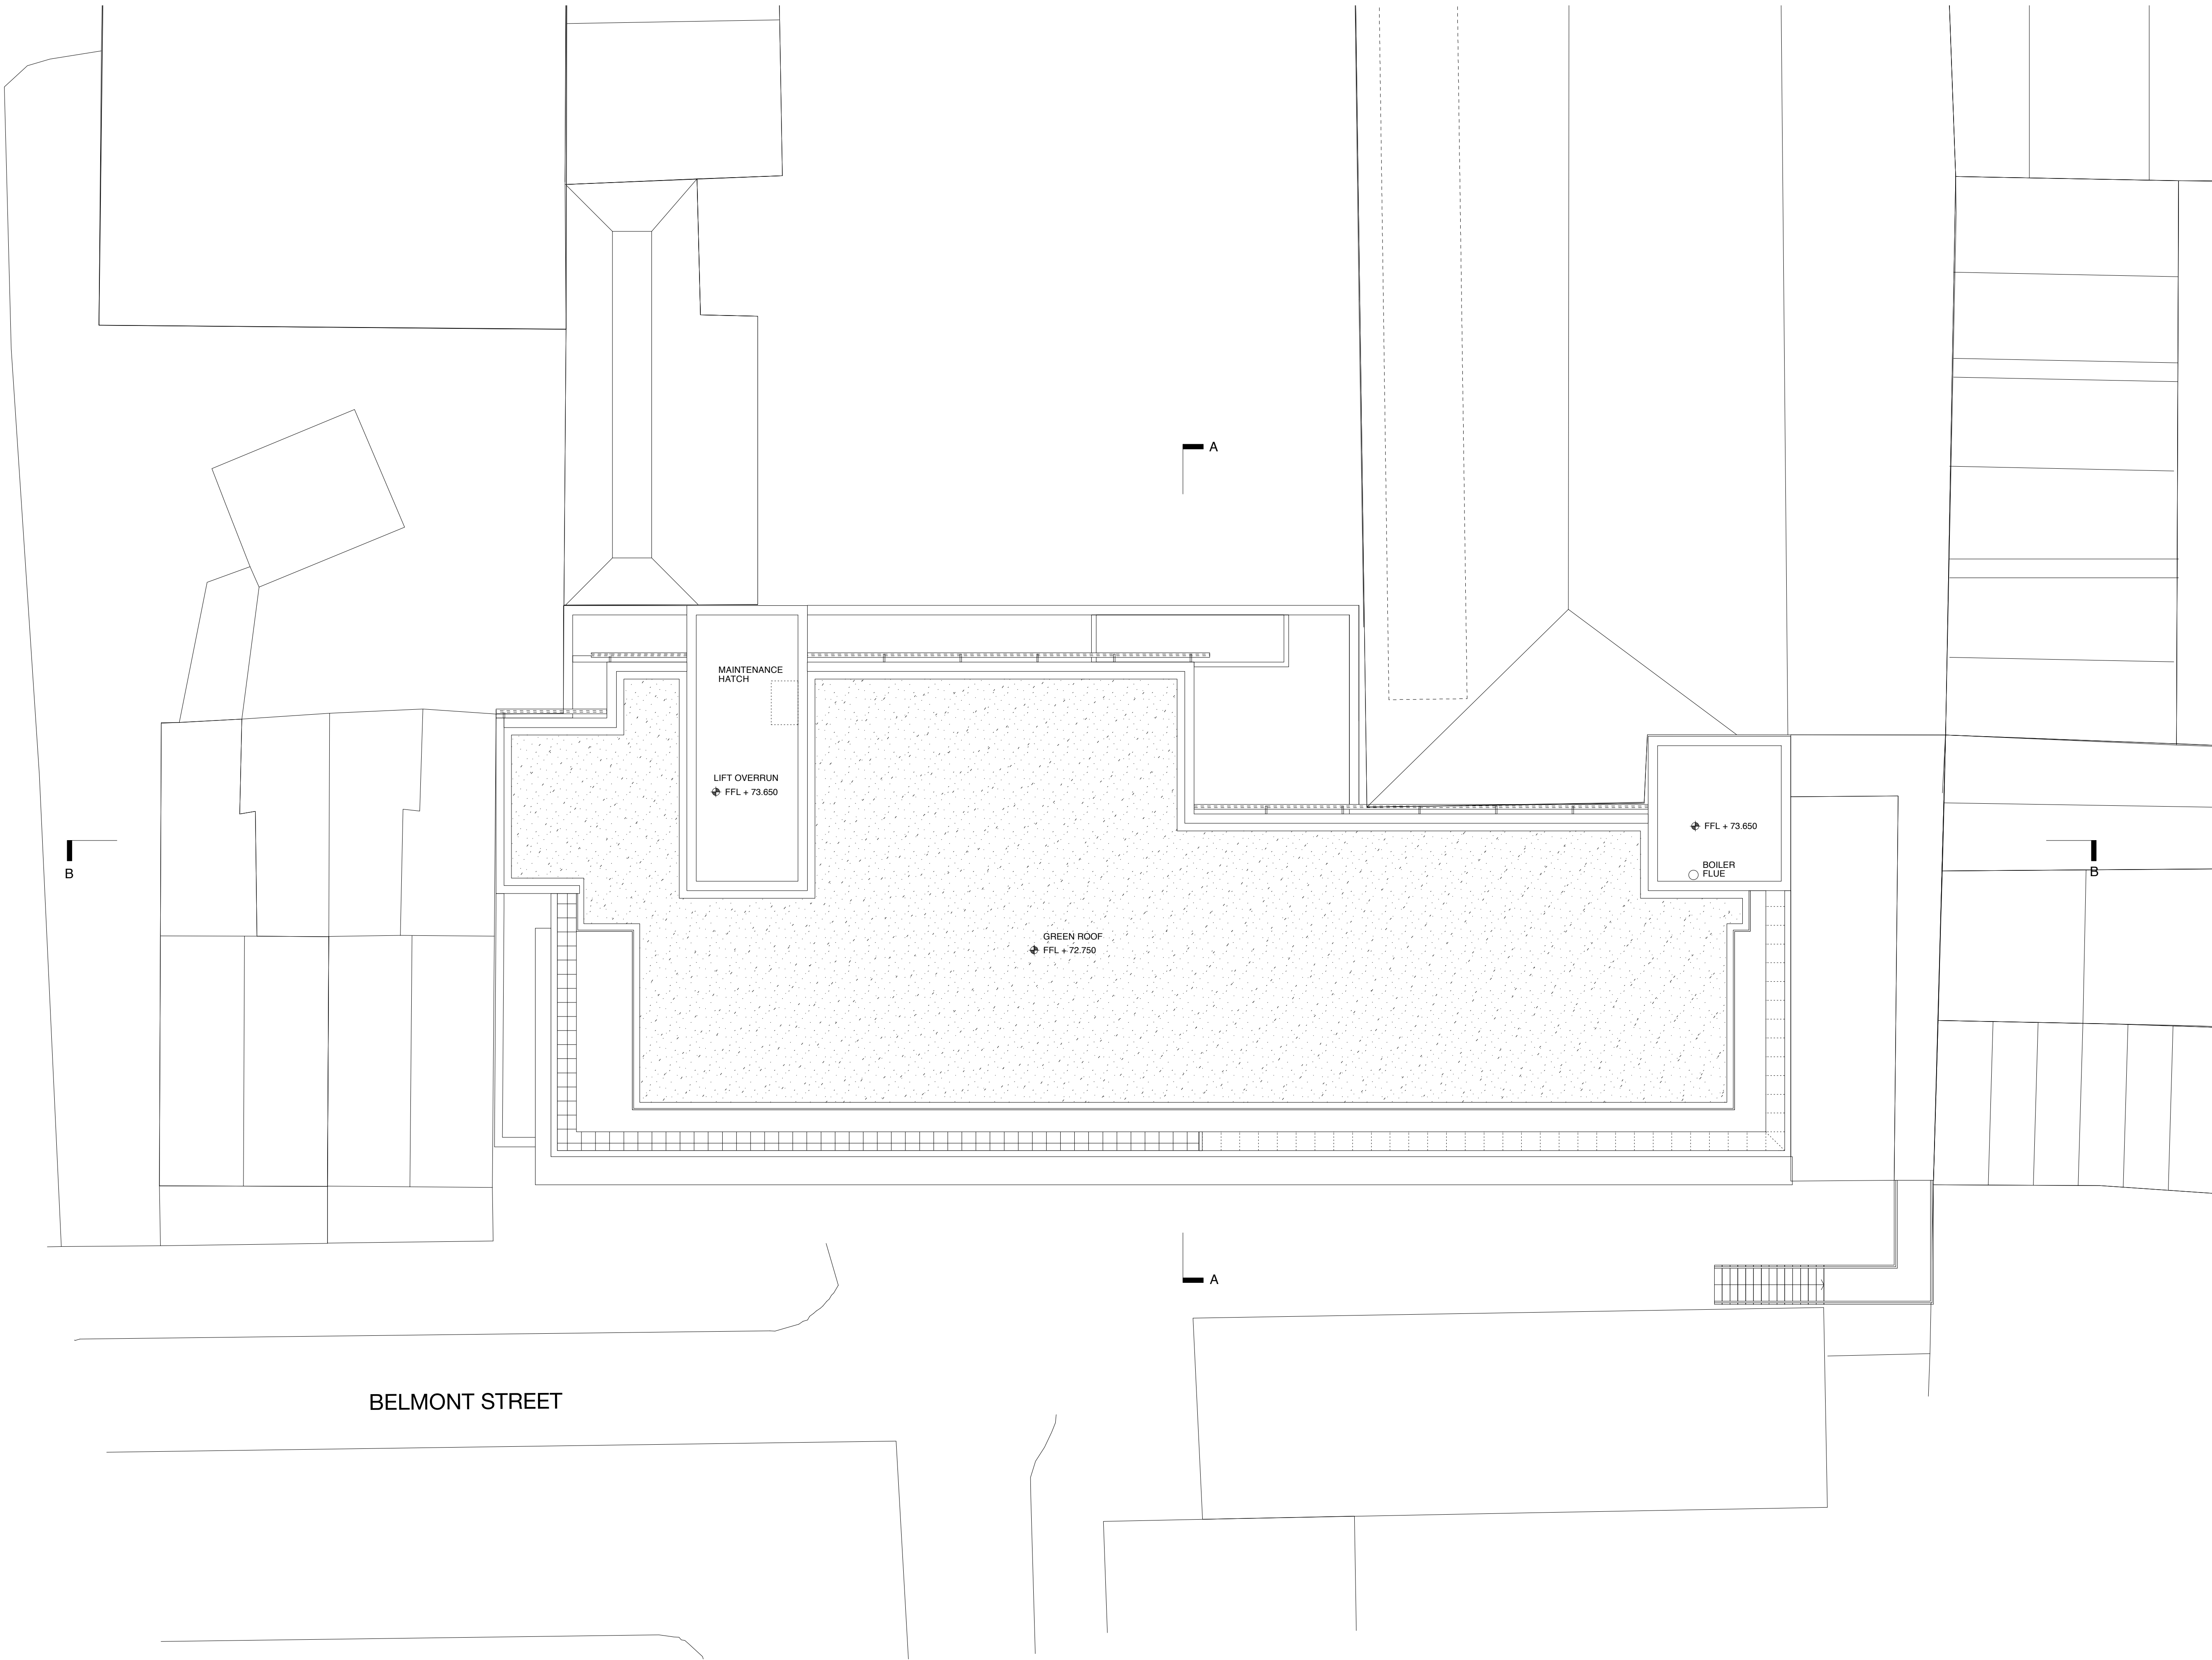 A
MAINTENANCE
HATCH
LIFT OVERRUN
FFL + 73.650
FFL + 73.650
BOILER
FLUE
B
B
GREEN ROOF
FFL + 72.750
A
BELMONT STREET